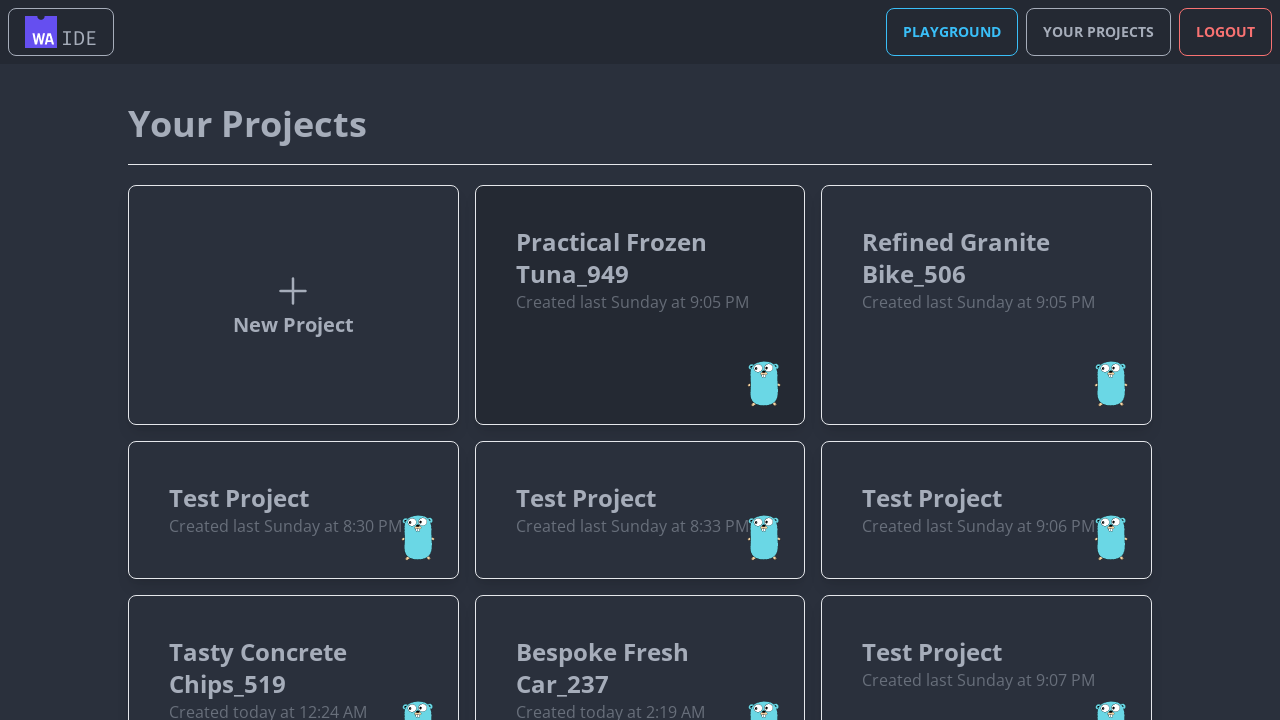 WA IDE
PLAYGROUND
YOUR PROJECTS
LOGOUT
Your Projects
New Project
Practical Frozen
Tuna_949
Created last Sunday at 9:05 PM
Refined Granite
Bike_506
Created last Sunday at 9:05 PM
Test Project
Created last Sunday at 8:30 PM
Test Project
Created last Sunday at 8:33 PM
Test Project
Created last Sunday at 9:06 PM
Tasty Concrete
Chips_519
Created today at 12:24 AM
Bespoke Fresh
Car_237
Created today at 2:19 AM
Test Project
Created last Sunday at 9:07 PM